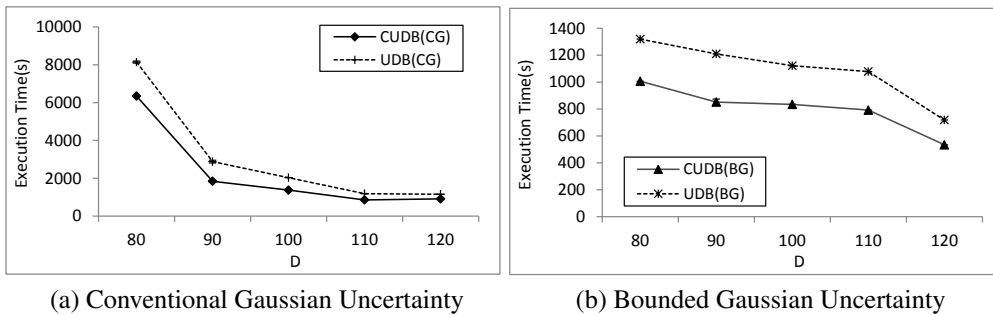 10000
8000
6000
4000
2000
0
Execution Time(s)
CUDB(CG)
UDB(CG)
80 90 100 110 120
D
(a) Conventional Gaussian Uncertainty
1400
1200
1000
800
600
400
200
0
Execution Time(s)
CUDB(BG)
UDB(BG)
80 90 100 110 120
D
(b) Bounded Gaussian Uncertainty